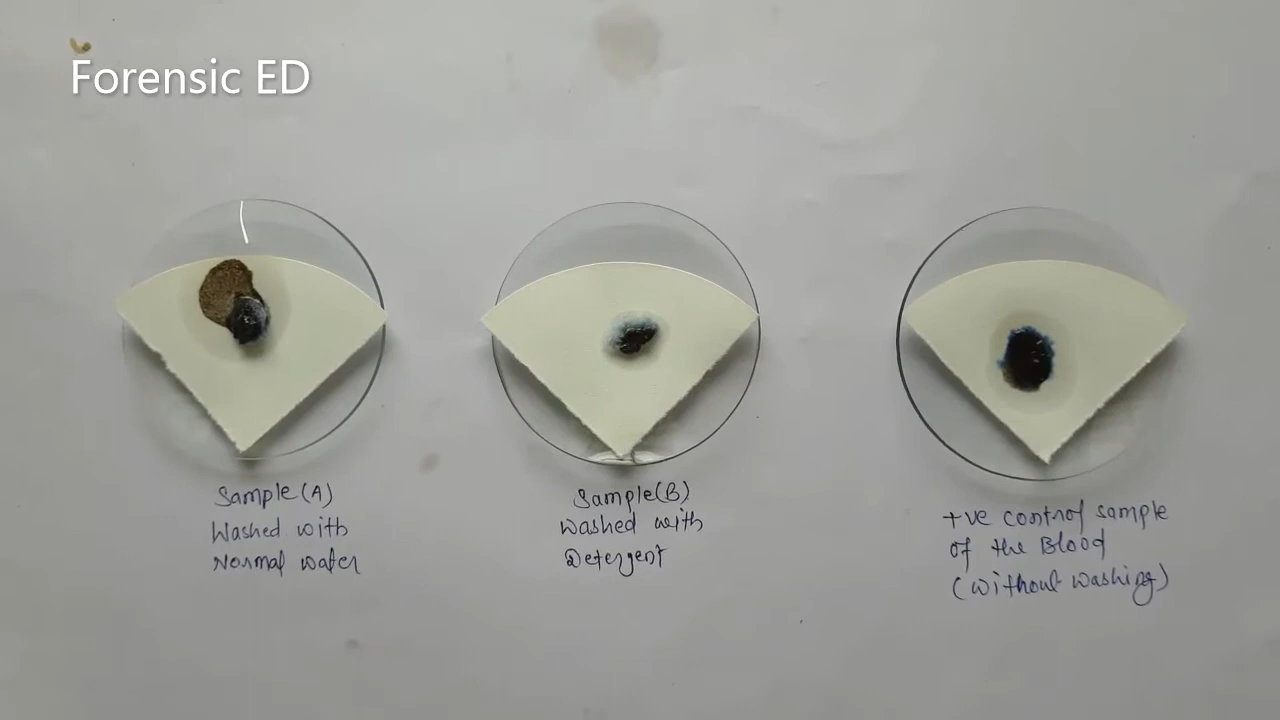 Forensic ED
Sample(A)
Washed with
Normal water
Sample(B)
Washed with
Detergent
+ve control sample
of the Blood
(without washing)